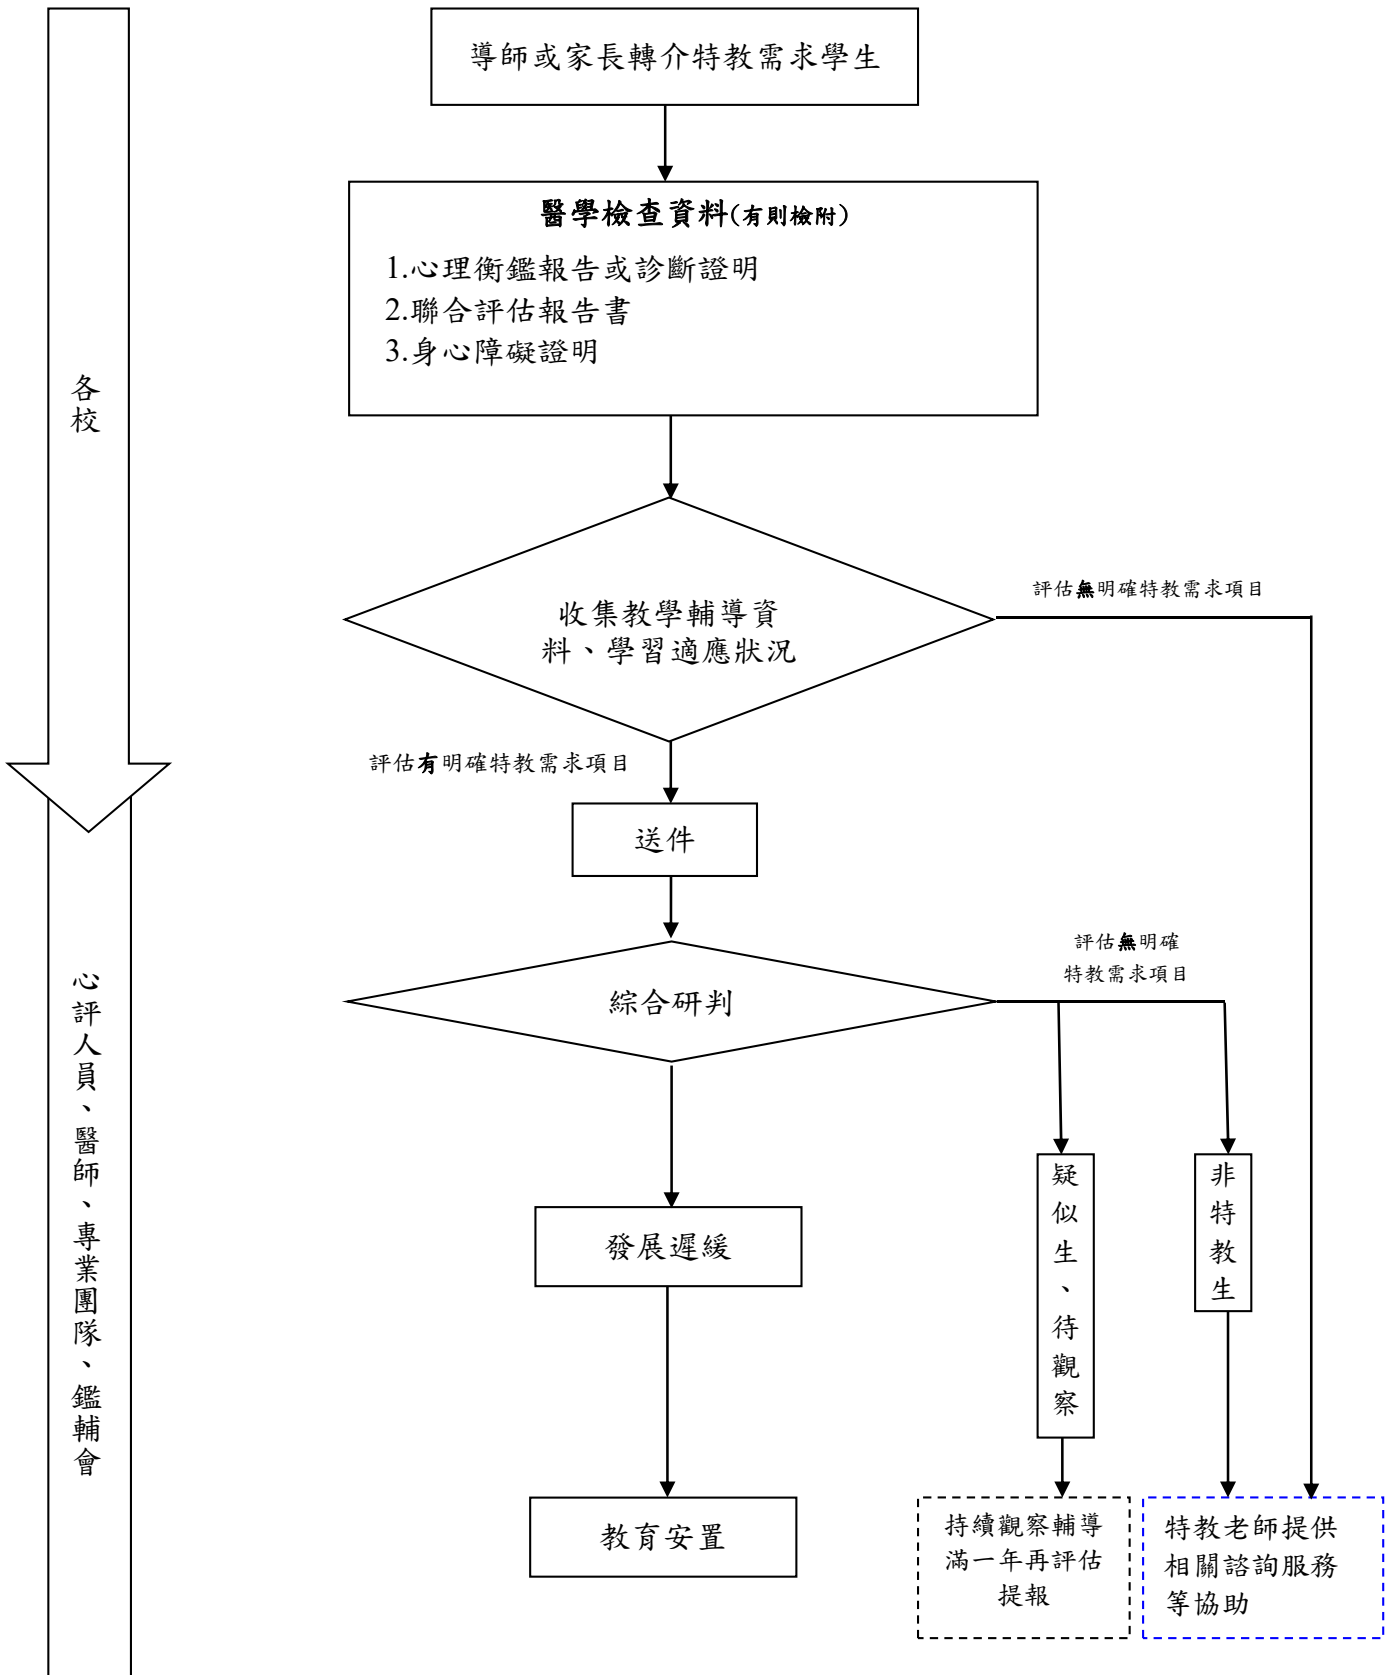 導師或家長轉介特教需求學生
醫學檢查資料(有則檢附)
1.心理衡鑑報告或診斷證明
2.聯合評估報告書
3.身心障礙證明
各校
收集教學輔導資
料、學習適應狀況
評估無明確特教需求項目
評估有明確特教需求項目
送件
綜合研判
評估無明確
特教需求項目
心評人員、醫師、專業團隊、鑑輔會
發展遲緩
疑似生、待觀察
非特教生
教育安置
持續觀察輔導
滿一年再評估
提報
特教老師提供
相關諮詢服務
等協助